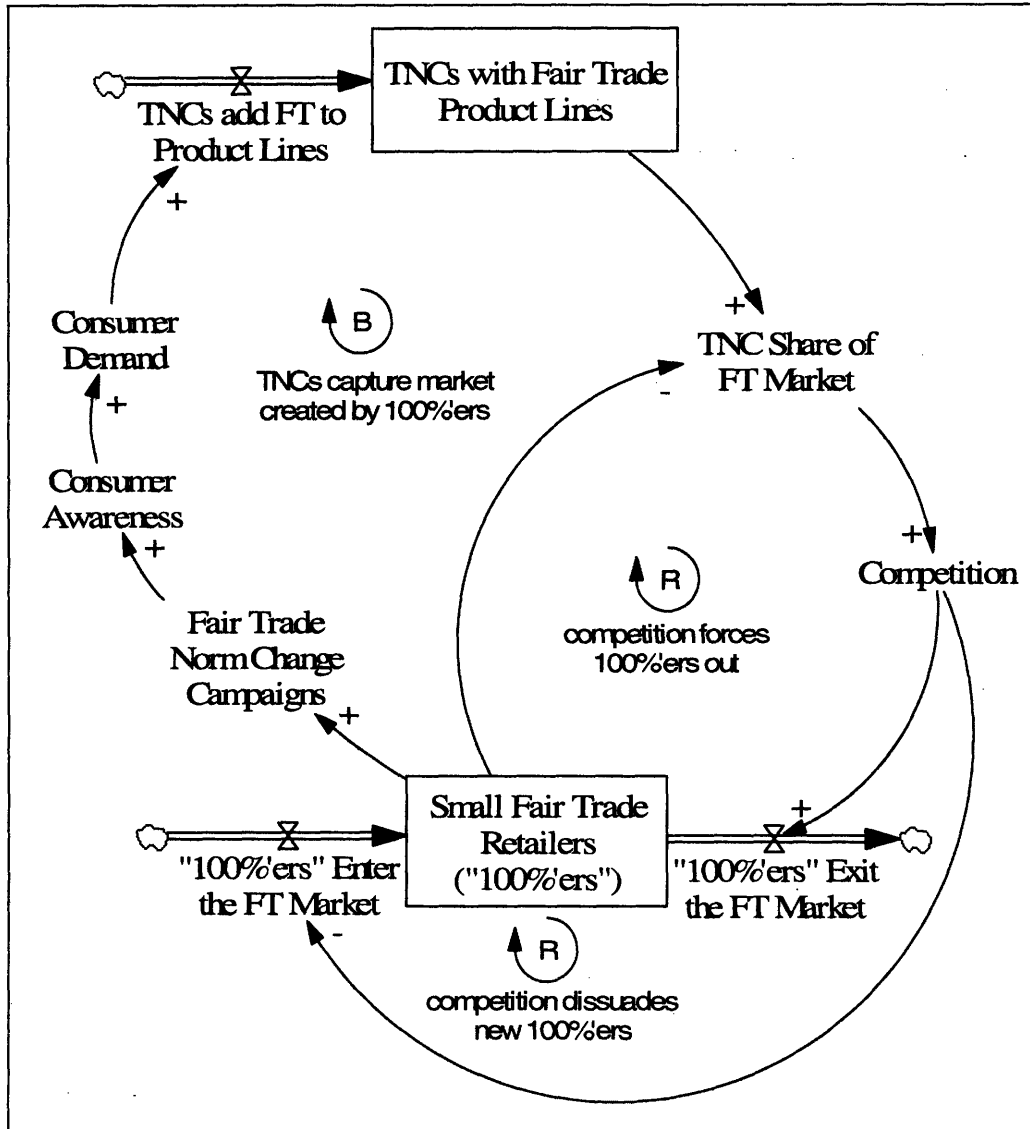 TNCs with Fair Trade
Product Lines
TNCs add FT to
Product Lines
+
+
Consumer
Demand
B
TNCs capture market
created by 100%'ers
TNC Share of
FT Market
-
+
Consumer
Awareness
+
+
Competition
R
competition forces
100%'ers out
Fair Trade
Norm Change
Campaigns
+
Small Fair Trade
Retailers
("100%'ers")
+
"100%'ers" Enter
the FT Market
"100%'ers" Exit
the FT Market
-
R
competition dissuades
new 100%'ers